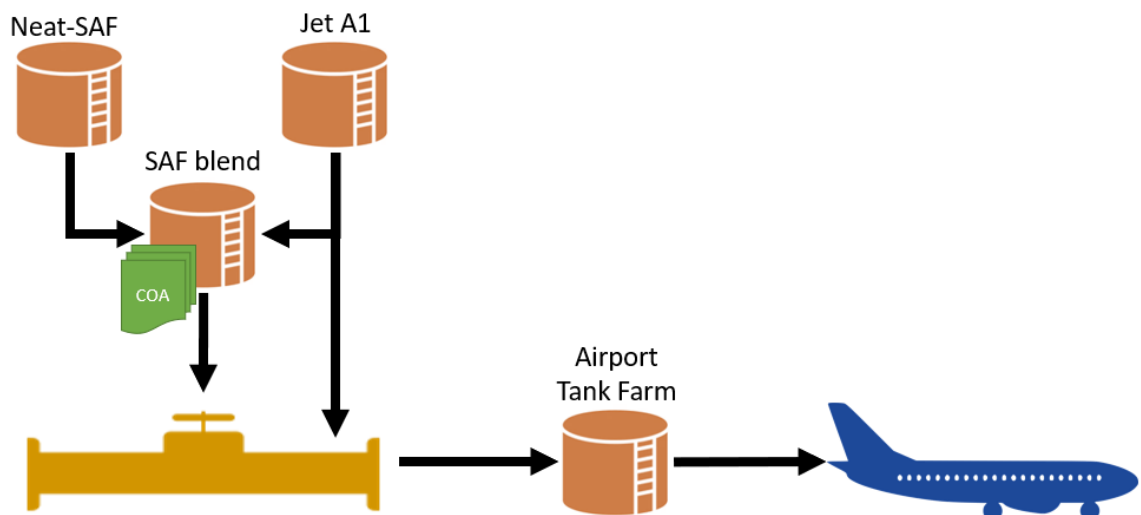 Neat-SAF
Jet A1
SAF blend
COA
Airport
Tank Farm